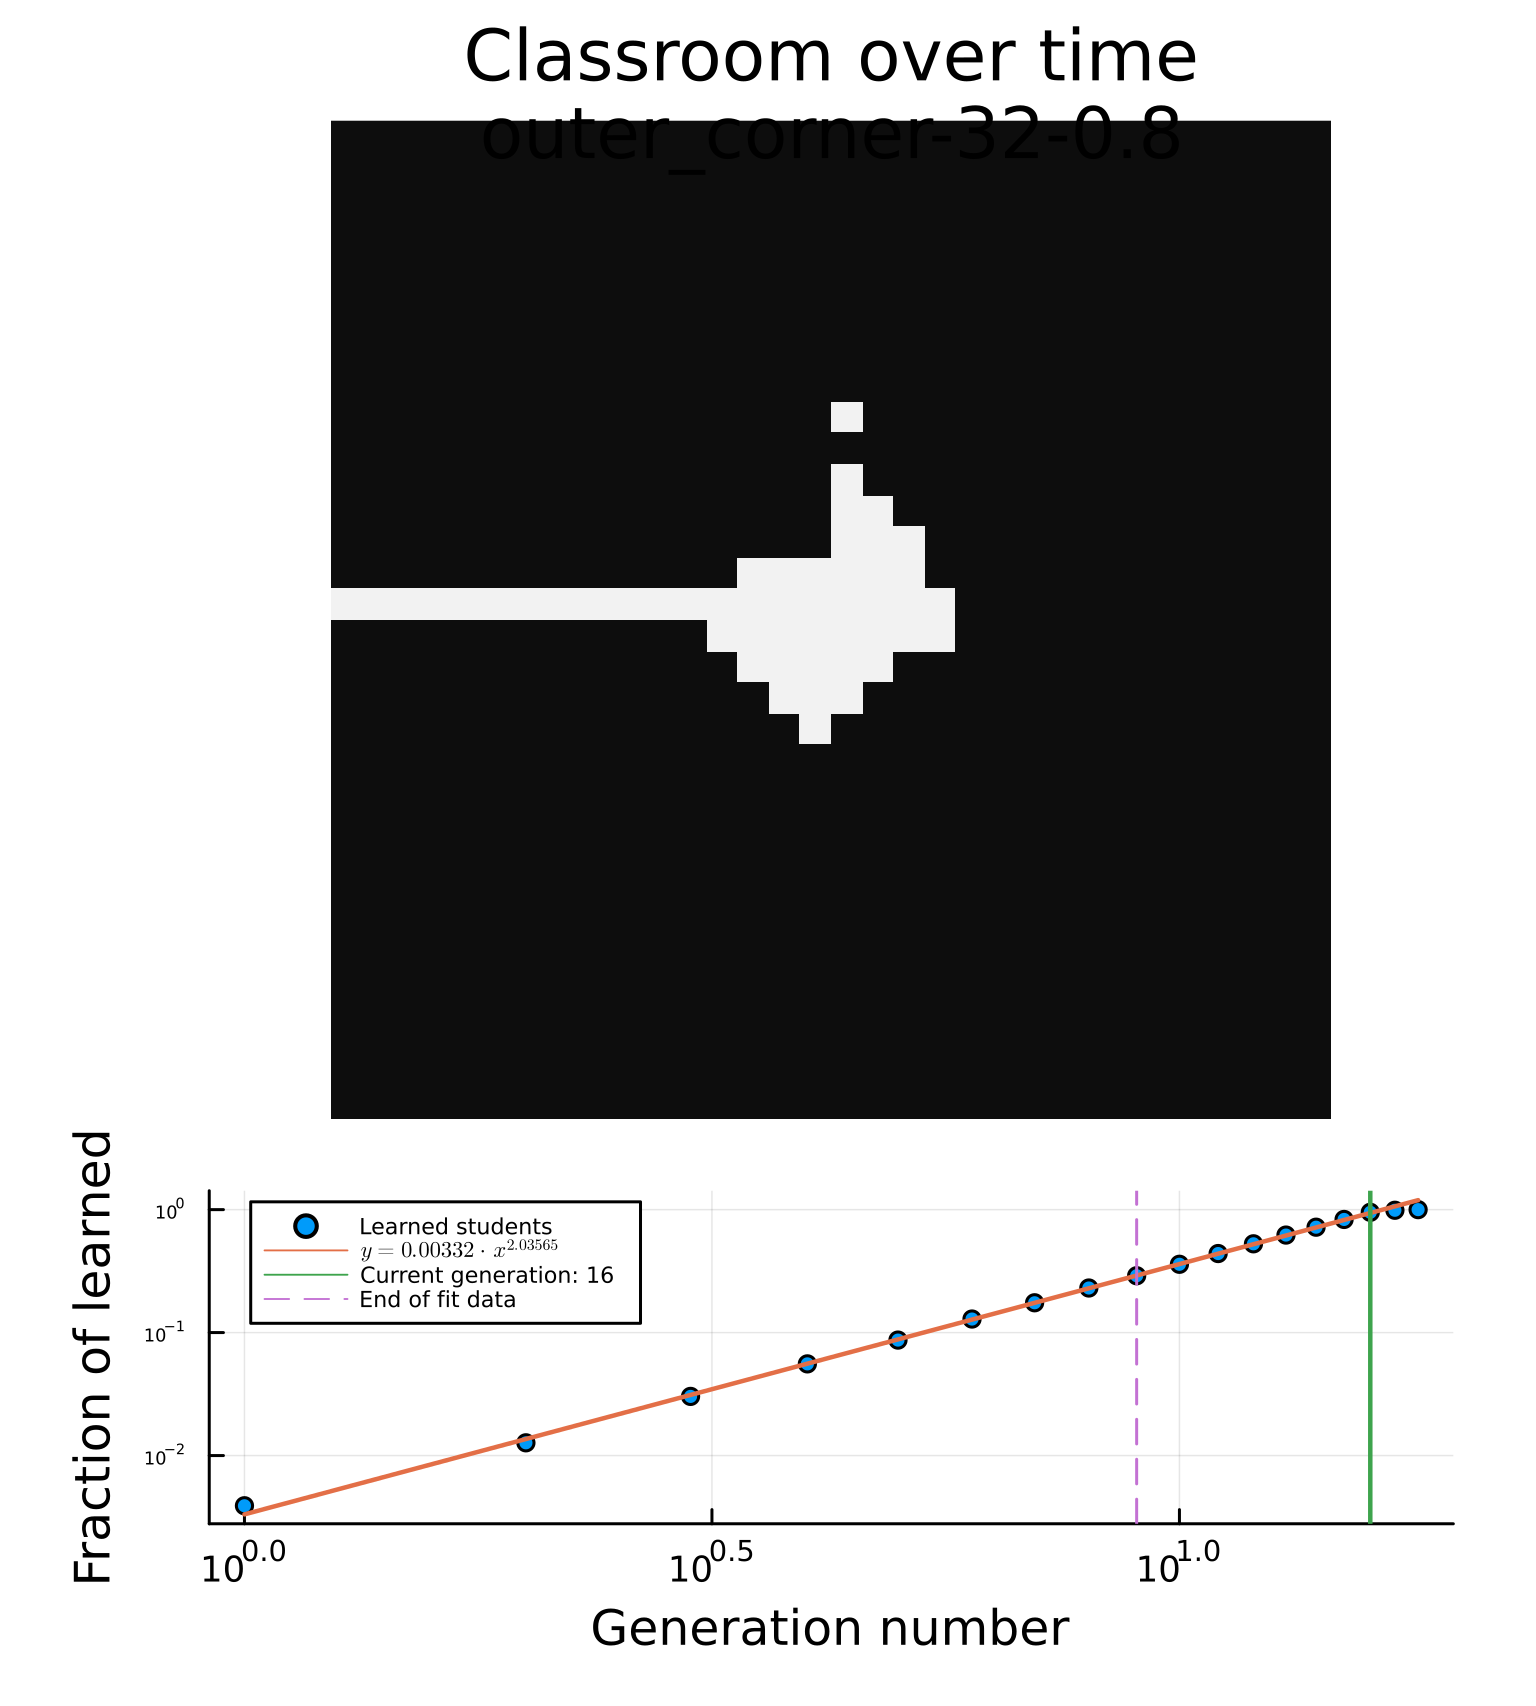 Classroom over time
outer_corner-32-0.8
Fraction of learned
10^0
10^−1
10^−2
Learned students
y = 0.00332 · x^2.03565
Current generation: 16
End of fit data
10^0.0 10^0.5 10^1.0
Generation number